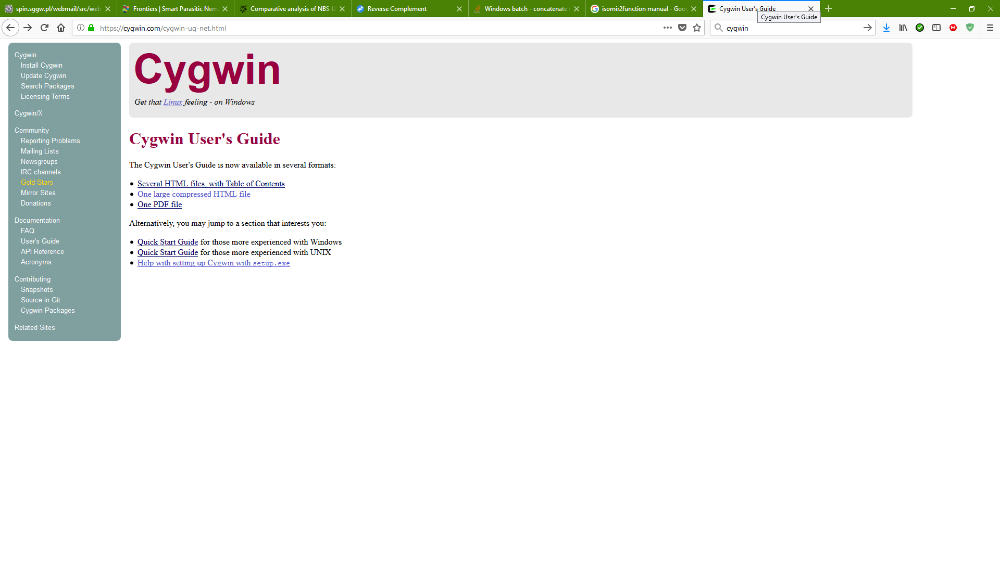 spin.sggw.pl/webmail/src/web
Frontiers | Smart Parasitic Nem
Comparative analysis of NBS-L
Reverse Complement
Windows batch - concatenate
isomir2function manual - Goo
Cygwin User's Guide
Cygwin User's Guide
https://cygwin.com/cygwin-ug-net.html
cygwin
Cygwin
Install Cygwin
Update Cygwin
Search Packages
Licensing Terms
Cygwin/X
Community
Reporting Problems
Mailing Lists
Newsgroups
IRC channels
Gold Stars
Mirror Sites
Donations
Documentation
FAQ
User's Guide
API Reference
Acronyms
Contributing
Snapshots
Source in Git
Cygwin Packages
Related Sites
Cygwin
Get that Linux feeling - on Windows
Cygwin User's Guide
The Cygwin User's Guide is now available in several formats:
Several HTML files, with Table of Contents
One large compressed HTML file
One PDF file
Alternatively, you may jump to a section that interests you:
Quick Start Guide for those more experienced with Windows
Quick Start Guide for those more experienced with UNIX
Help with setting up Cygwin with setup.exe